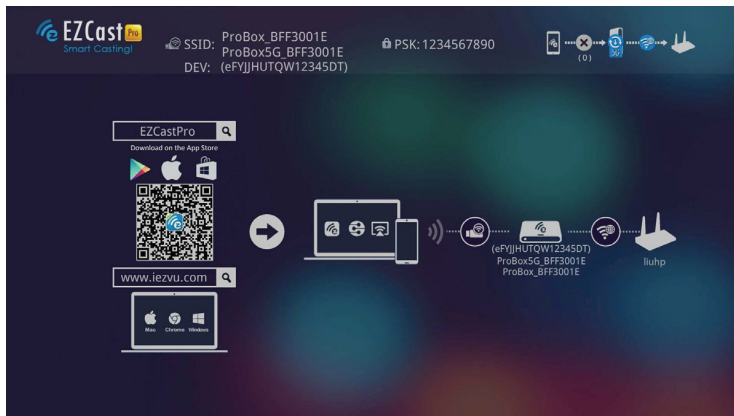 EZCast Pro
Smart Casting!
SSID: ProBox_BFF3001E
ProBox5G_BFF3001E
DEV: (eFYJJHUTQW12345DT)
PSK: 1234567890
(0)
5G
EZCastPro
Download on the App Store
www.iezvu.com
Mac Chrome Windows
(eFYJJHUTQW12345DT)
ProBox5G_BFF3001E
ProBox_BFF3001E
liuhp